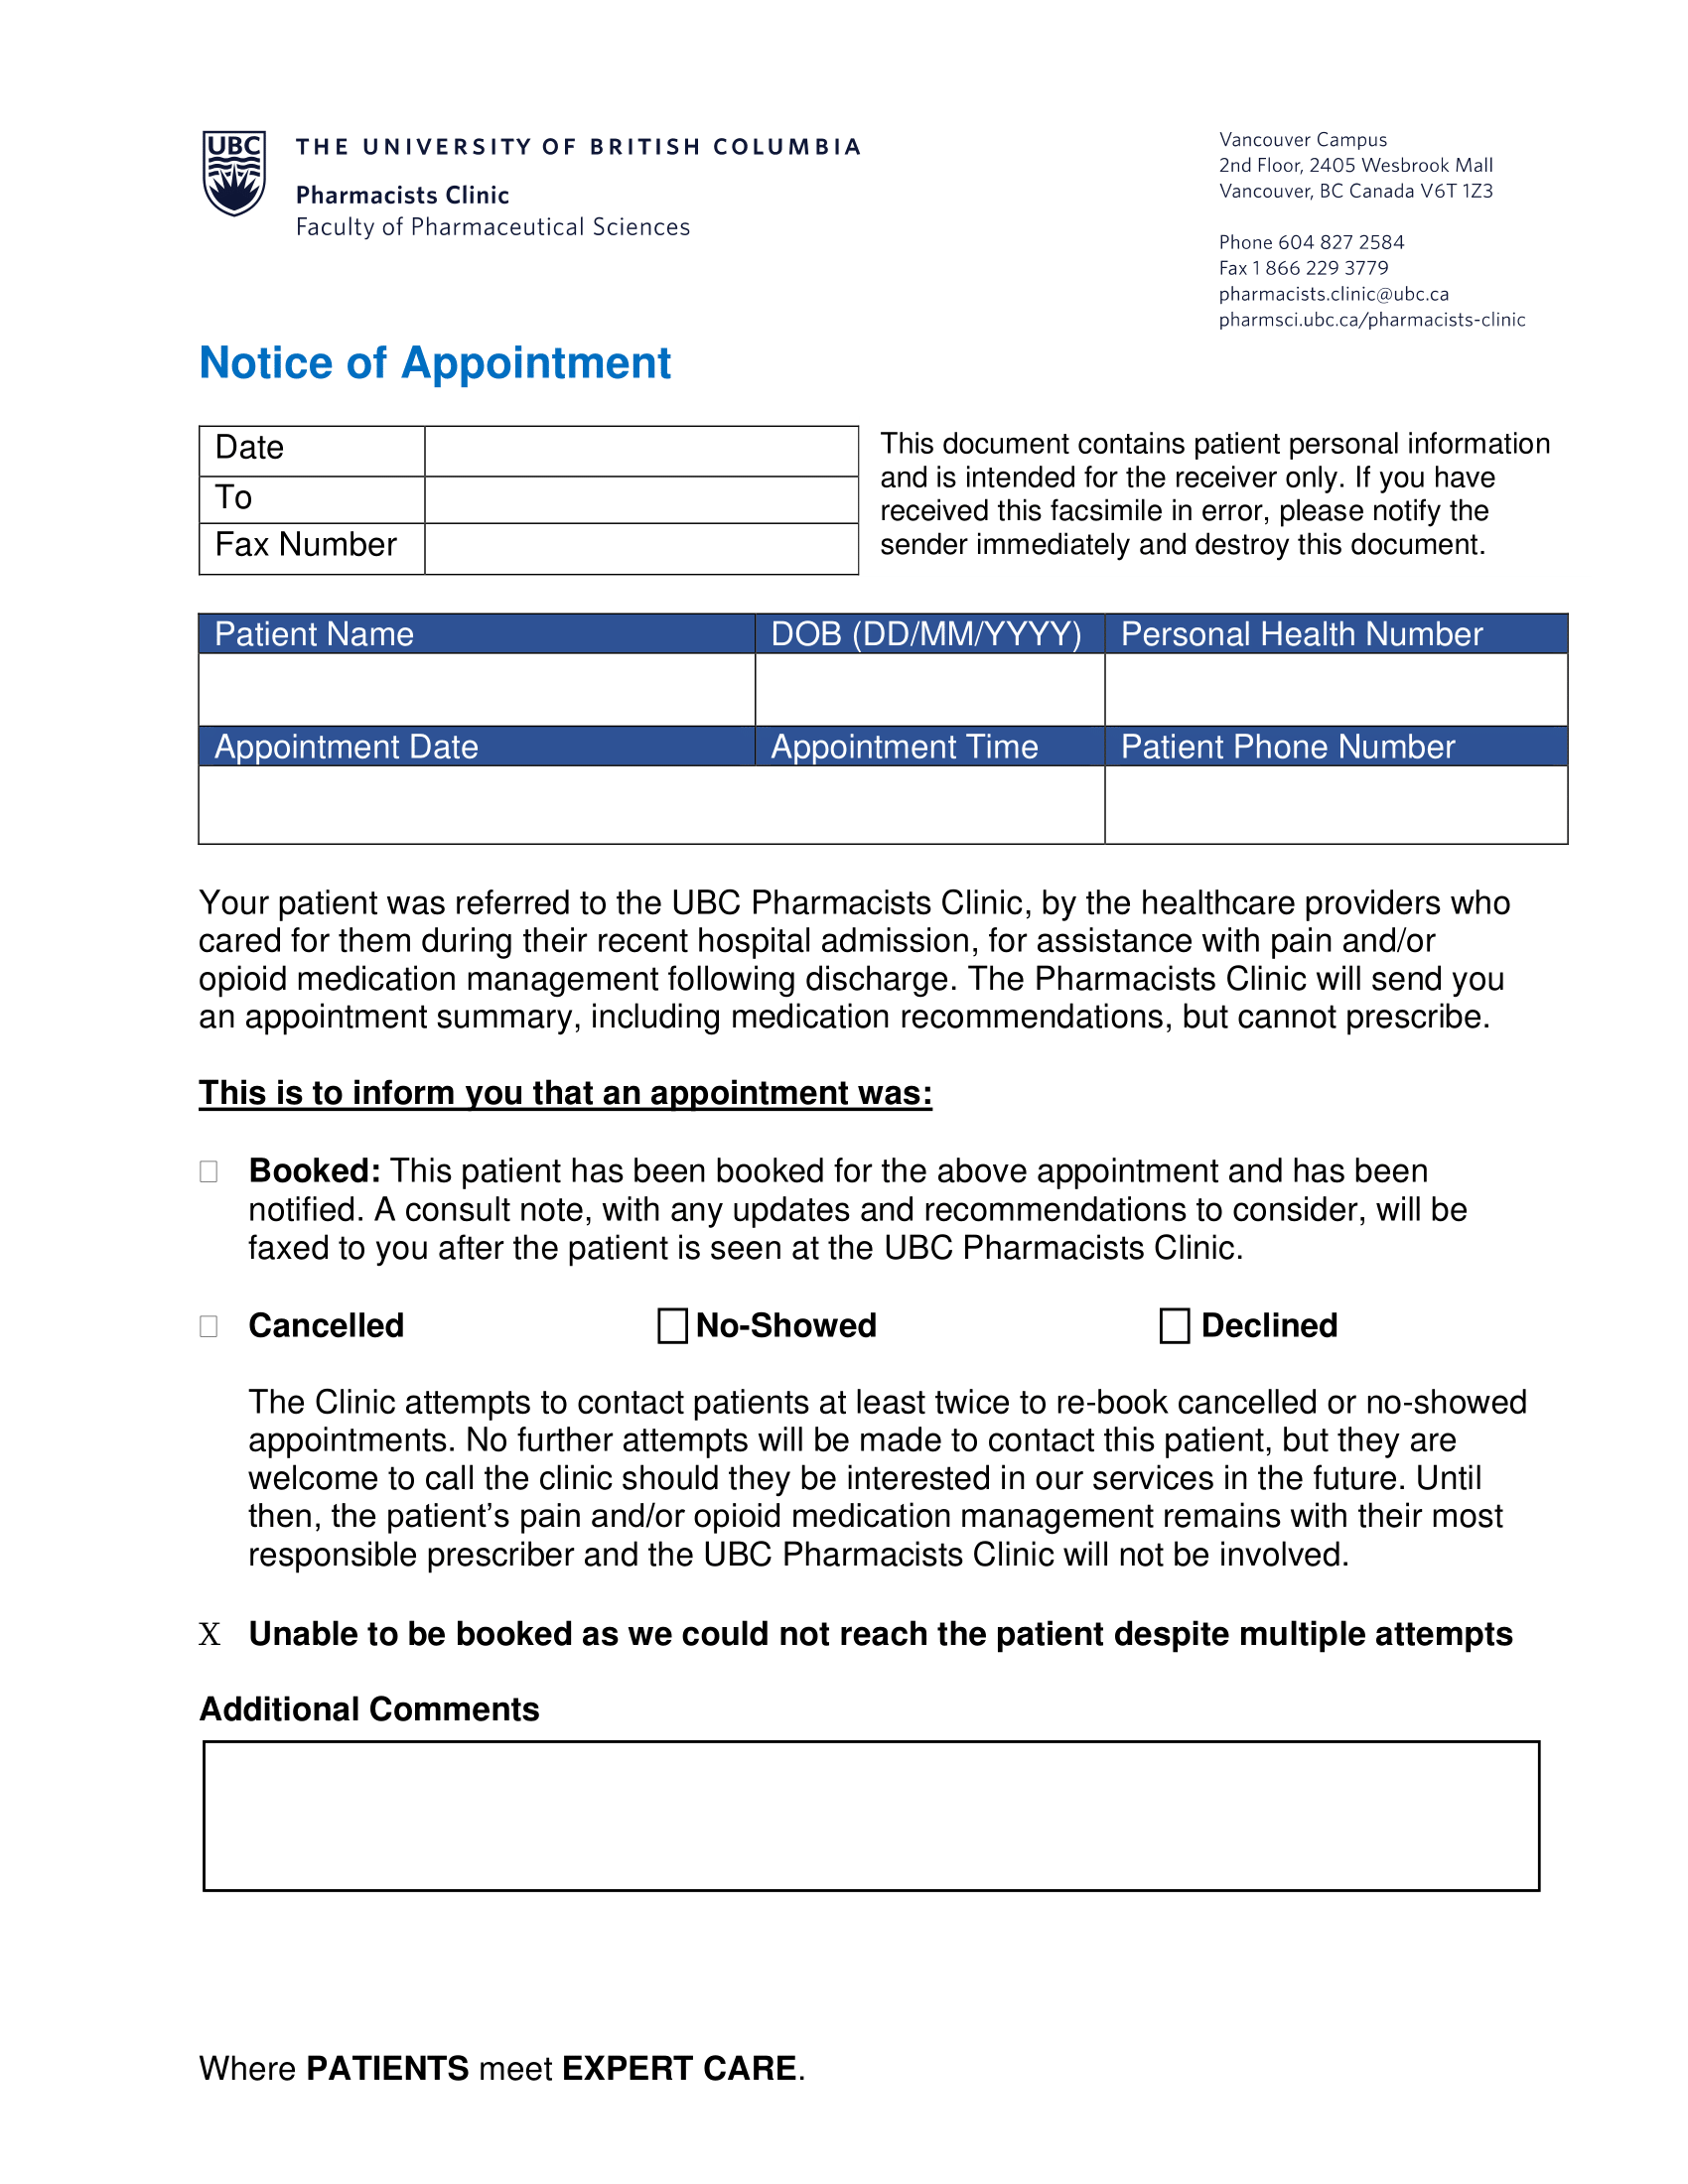 UBC
THE UNIVERSITY OF BRITISH COLUMBIA
Pharmacists Clinic
Faculty of Pharmaceutical Sciences
Vancouver Campus
2nd Floor, 2405 Wesbrook Mall
Vancouver, BC Canada V6T 1Z3
Phone 604 827 2584
Fax 1 866 229 3779
pharmacists.clinic@ubc.ca
pharmsci.ubc.ca/pharmacists-clinic
Notice of Appointment
Date
To
Fax Number
This document contains patient personal information
and is intended for the receiver only. If you have
received this facsimile in error, please notify the
sender immediately and destroy this document.
Patient Name DOB (DD/MM/YYYY) Personal Health Number
Appointment Date Appointment Time Patient Phone Number
Your patient was referred to the UBC Pharmacists Clinic, by the healthcare providers who
cared for them during their recent hospital admission, for assistance with pain and/or
opioid medication management following discharge. The Pharmacists Clinic will send you
an appointment summary, including medication recommendations, but cannot prescribe.
This is to inform you that an appointment was:
☐ Booked: This patient has been booked for the above appointment and has been
notified. A consult note, with any updates and recommendations to consider, will be
faxed to you after the patient is seen at the UBC Pharmacists Clinic.
☐ Cancelled ☐ No-Showed ☐ Declined
The Clinic attempts to contact patients at least twice to re-book cancelled or no-showed
appointments. No further attempts will be made to contact this patient, but they are
welcome to call the clinic should they be interested in our services in the future. Until
then, the patient’s pain and/or opioid medication management remains with their most
responsible prescriber and the UBC Pharmacists Clinic will not be involved.
X Unable to be booked as we could not reach the patient despite multiple attempts
Additional Comments
Where PATIENTS meet EXPERT CARE.